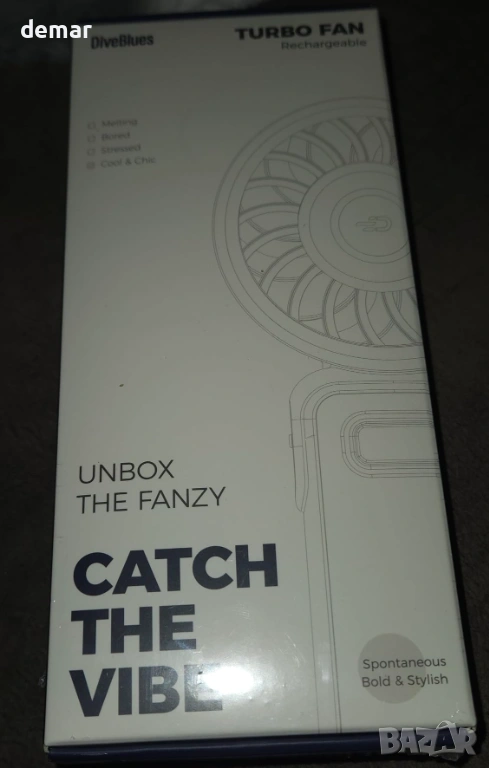 demar
DiveBlues
TURBO FAN
Rechargeable
Melting
Bored
Stressed
Cool & Chic
UNBOX
THE FANZY
CATCH
THE
VIBE
Spontaneous
Bold & Stylish
BAZAR